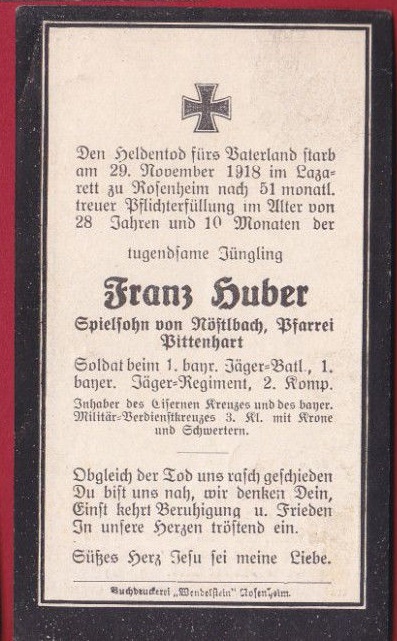 Den Heldentod fürs Vaterland starb
am 29. November 1918 im Laza-
rett zu Rosenheim nach 51 monatl.
treuer Pflichterfüllung im Alter von
28 Jahren und 10 Monaten der
tugendsame Jüngling
Franz Huber
Spielsohn von Nöstlbach, Pfarrei
Pittenhart
Soldat beim 1. bayr. Jäger-Batl., 1.
bayer. Jäger-Regiment, 2. Komp.
Inhaber des Eisernen Kreuzes und des bayer.
Militär-Verdienstkreuzes 3. Kl. mit Krone
und Schwertern.
Obgleich der Tod uns rasch geschieden
Du bist uns nah, wir denken Dein,
Einst kehrt Beruhigung u. Frieden
In unsere Herzen tröstend ein.
Süßes Herz Jesu sei meine Liebe.
Buchdruckerei „Wendelstein" Rosenheim.